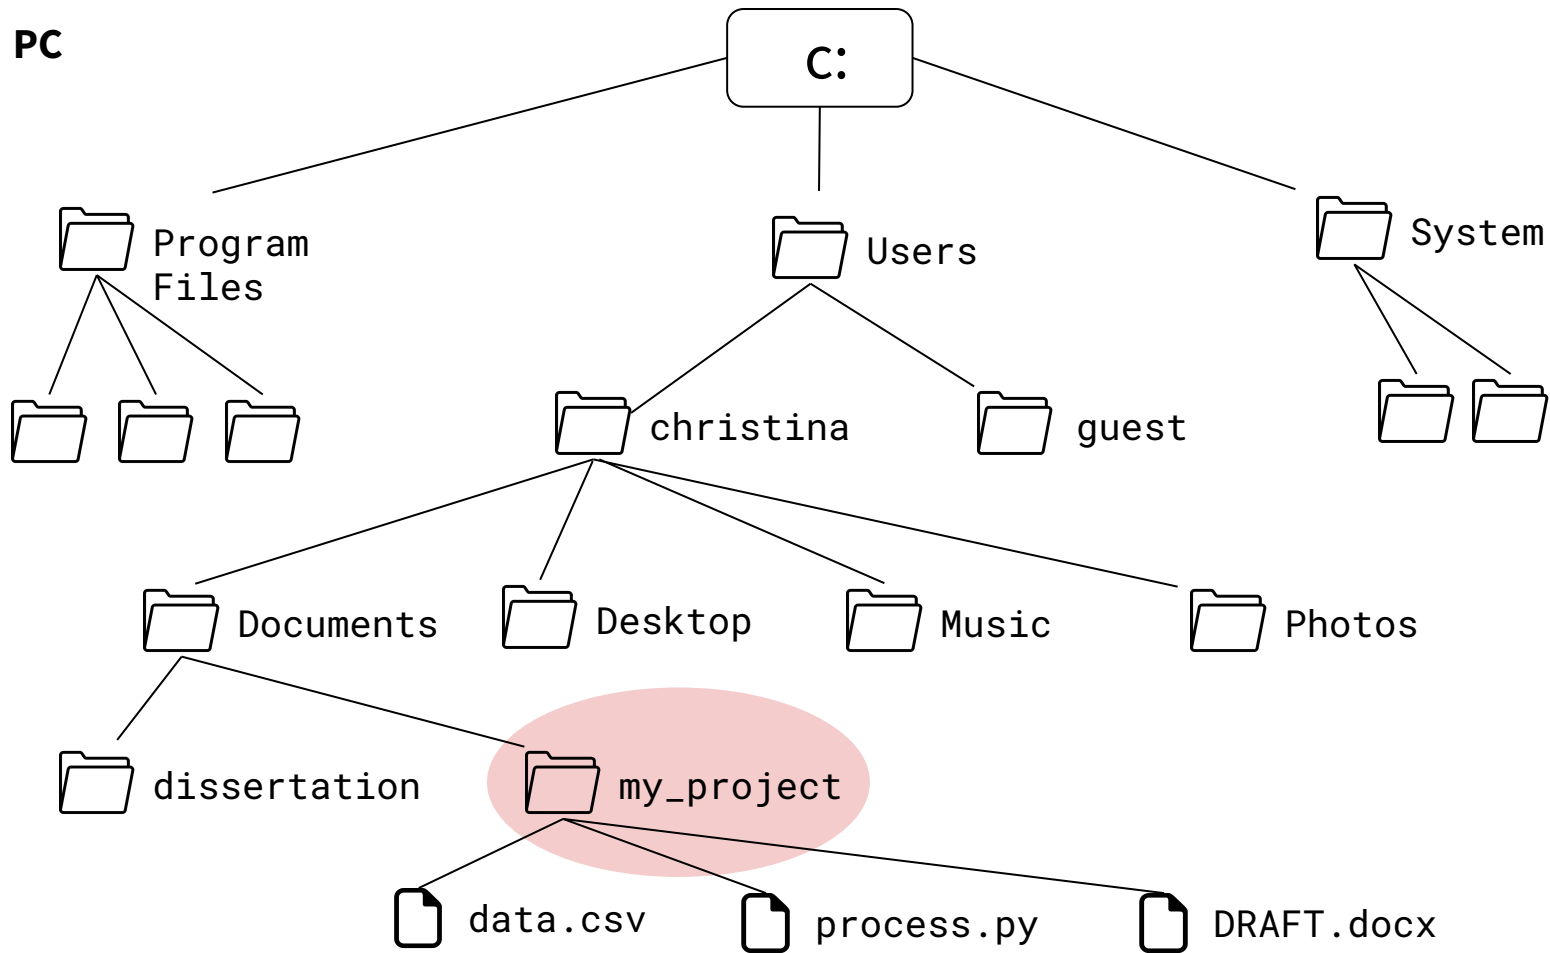 PC
C:
Program
Files
Users
System
christina
guest
Documents
Desktop
Music
Photos
dissertation
my_project
data.csv
process.py
DRAFT.docx